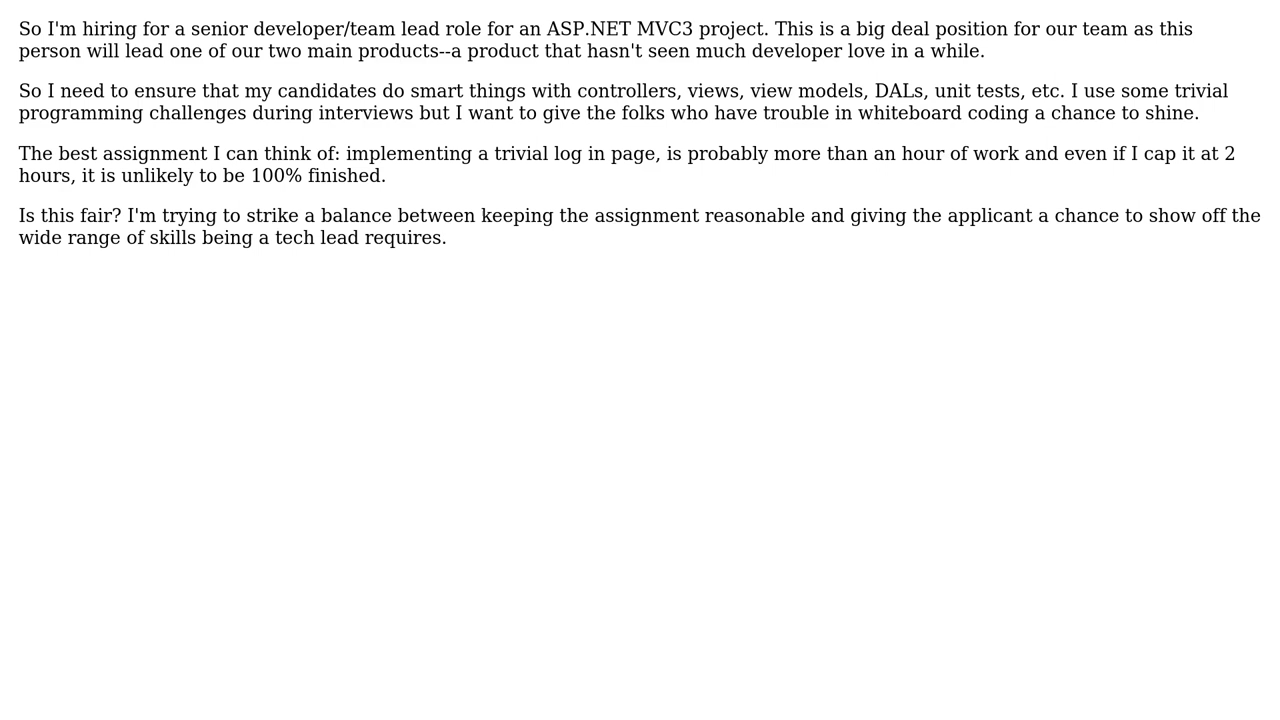 So I'm hiring for a senior developer/team lead role for an ASP.NET MVC3 project. This is a big deal position for our team as this
person will lead one of our two main products--a product that hasn't seen much developer love in a while.
So I need to ensure that my candidates do smart things with controllers, views, view models, DALs, unit tests, etc. I use some trivial
programming challenges during interviews but I want to give the folks who have trouble in whiteboard coding a chance to shine.
The best assignment I can think of: implementing a trivial log in page, is probably more than an hour of work and even if I cap it at 2
hours, it is unlikely to be 100% finished.
Is this fair? I'm trying to strike a balance between keeping the assignment reasonable and giving the applicant a chance to show off the
wide range of skills being a tech lead requires.